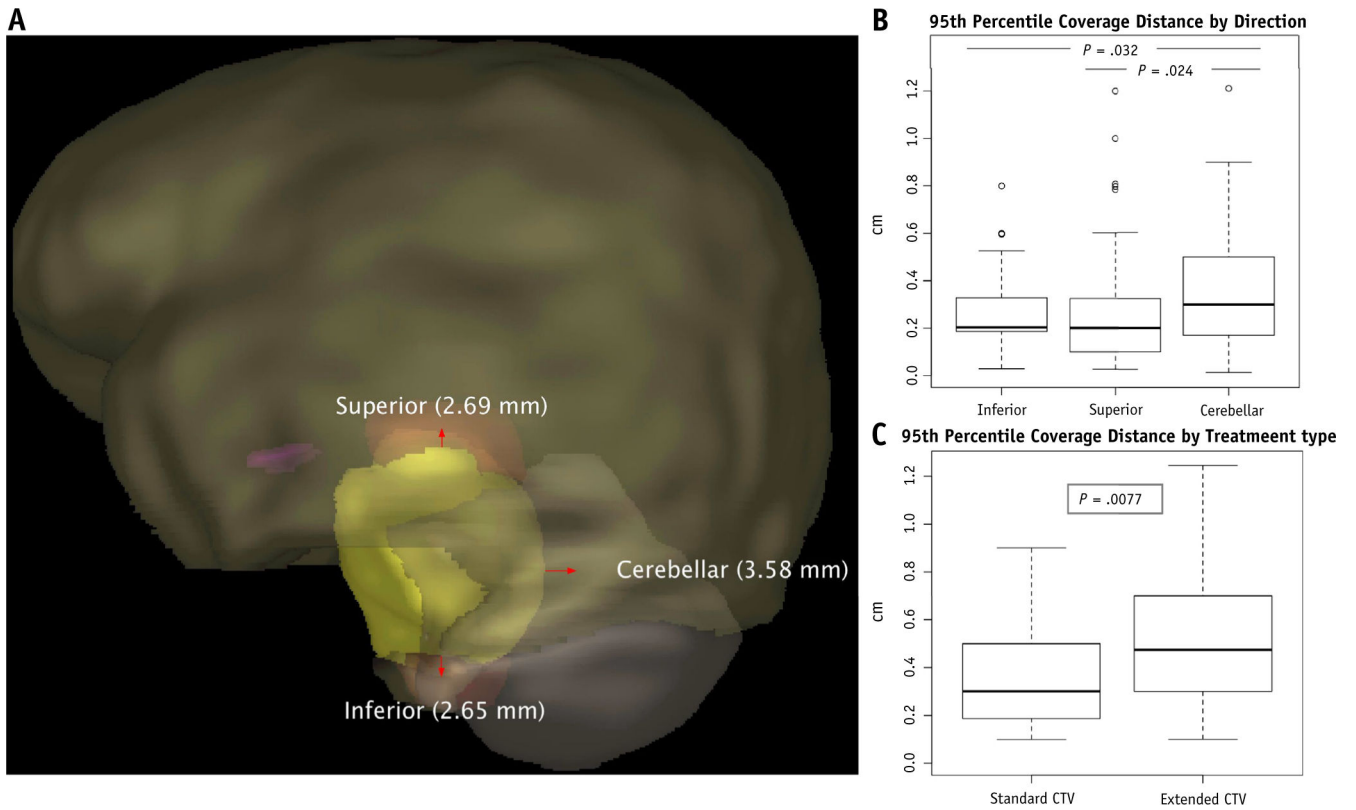 A
Superior (2.69 mm)
Cerebellar (3.58 mm)
Inferior (2.65 mm)
B
95th Percentile Coverage Distance by Direction
P = .032
P = .024
cm
1.2
1.0
0.8
0.6
0.4
0.2
0.0
Inferior Superior Cerebellar
C
95th Percentile Coverage Distance by Treatmeent type
P = .0077
cm
1.2
1.0
0.8
0.6
0.4
0.2
0.0
Standard CTV Extended CTV